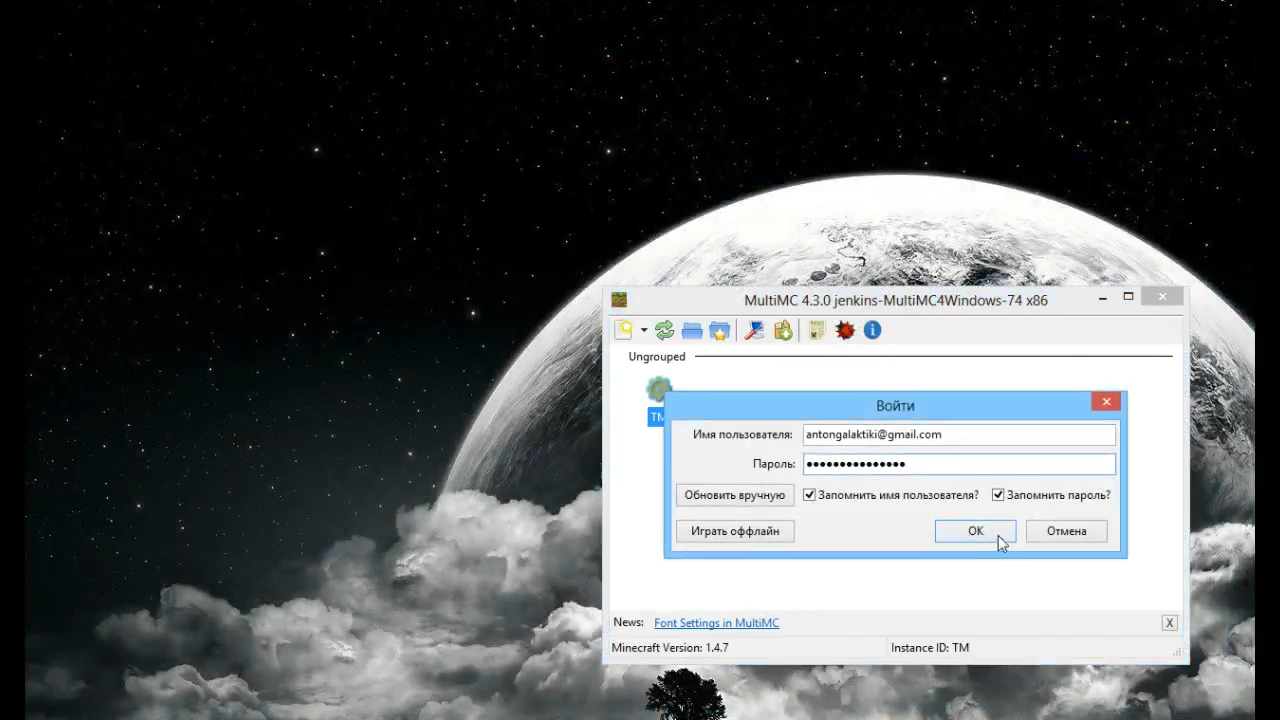 MultiMC 4.3.0 jenkins-MultiMC4Windows-74 x86
Ungrouped
TM
Войти
Имя пользователя: antongalaktiki@gmail.com
Пароль: ●●●●●●●●●●●●●●●
Обновить вручную Запомнить имя пользователя? Запомнить пароль?
Играть оффлайн OK Отмена
News: Font Settings in MultiMC X
Minecraft Version: 1.4.7 Instance ID: TM